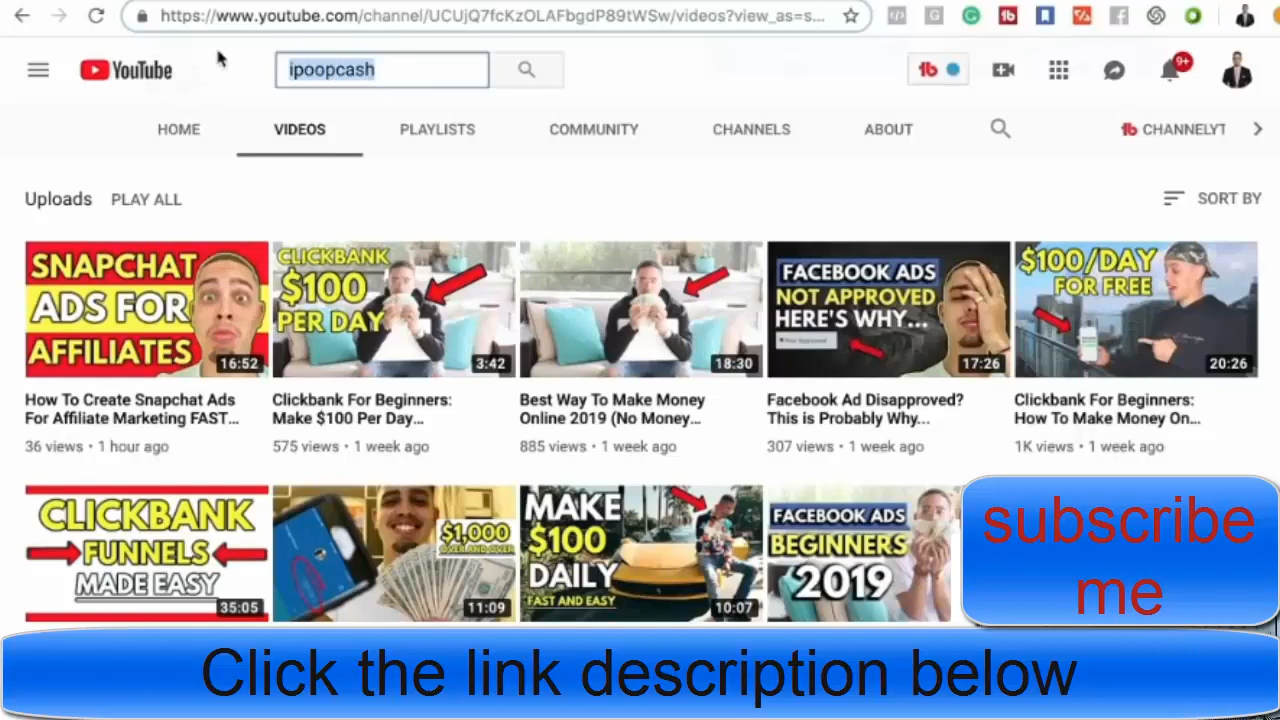 https://www.youtube.com/channel/UCUjQ7fcKzOLAFbgdP89tWSw/videos?view_as=s...
YouTube
ipoopcash
9+
HOME VIDEOS PLAYLISTS COMMUNITY CHANNELS ABOUT CHANNELYT
Uploads PLAY ALL SORT BY
SNAPCHAT
ADS FOR
AFFILIATES
16:52
CLICKBANK
$100
PER DAY
3:42
18:30
FACEBOOK ADS
NOT APPROVED
HERE'S WHY...
17:26
$100/DAY
FOR FREE
20:26
How To Create Snapchat Ads
For Affiliate Marketing FAST...
36 views • 1 hour ago
Clickbank For Beginners:
Make $100 Per Day...
575 views • 1 week ago
Best Way To Make Money
Online 2019 (No Money...
885 views • 1 week ago
Facebook Ad Disapproved?
This is Probably Why...
307 views • 1 week ago
Clickbank For Beginners:
How To Make Money On...
1K views • 1 week ago
CLICKBANK
FUNNELS
MADE EASY
35:05
$1,000
OVER AND OVER
11:09
MAKE
$100
DAILY
FAST AND EASY
10:07
FACEBOOK ADS
BEGINNERS
2019
subscribe
me
Click the link description below